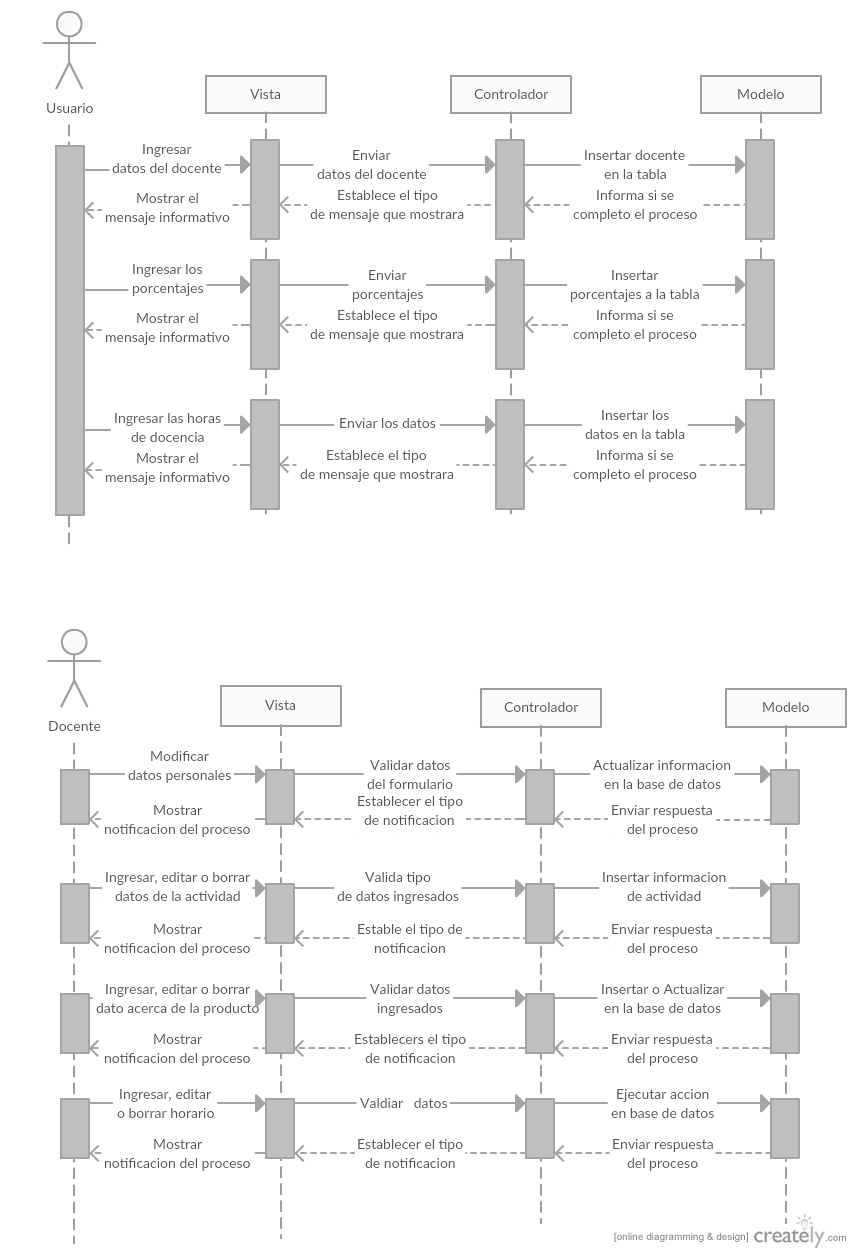 Usuario
Vista
Controlador
Modelo
Ingresar
datos del docente
Enviar
datos del docente
Insertar docente
en la tabla
Mostrar el
mensaje informativo
Establece el tipo
de mensaje que mostrara
Informa si se
completo el proceso
Ingresar los
porcentajes
Enviar
porcentajes
Insertar
porcentajes a la tabla
Mostrar el
mensaje informativo
Establece el tipo
de mensaje que mostrara
Informa si se
completo el proceso
Ingresar las horas
de docencia
Enviar los datos
Insertar los
datos en la tabla
Mostrar el
mensaje informativo
Establece el tipo
de mensaje que mostrara
Informa si se
completo el proceso
Docente
Vista
Controlador
Modelo
Modificar
datos personales
Validar datos
del formulario
Actualizar informacion
en la base de datos
Mostrar
notificacion del proceso
Establecer el tipo
de notificacion
Enviar respuesta
del proceso
Ingresar, editar o borrar
datos de la actividad
Valida tipo
de datos ingresados
Insertar informacion
de actividad
Mostrar
notificacion del proceso
Estable el tipo de
notificacion
Enviar respuesta
del proceso
Ingresar, editar o borrar
dato acerca de la producto
Validar datos
ingresados
Insertar o Actualizar
en la base de datos
Mostrar
notificacion del proceso
Establecers el tipo
de notificacion
Enviar respuesta
del proceso
Ingresar, editar
o borrar horario
Valdiar datos
Ejecutar accion
en base de datos
Mostrar
notificacion del proceso
Establecer el tipo
de notificacion
Enviar respuesta
del proceso
[online diagramming & design] creately.com